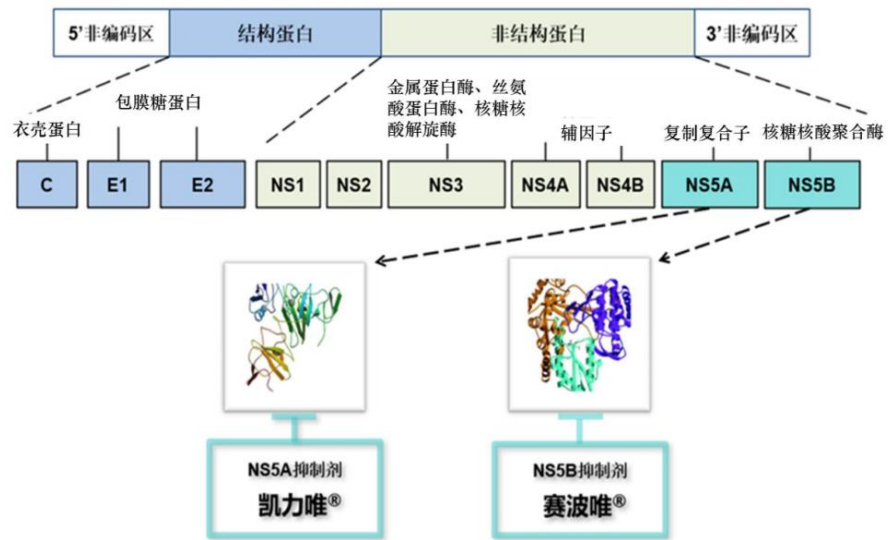 5’非编码区
结构蛋白
非结构蛋白
3’非编码区
衣壳蛋白
包膜糖蛋白
金属蛋白酶、丝氨
酸蛋白酶、核糖核
酸解旋酶
辅因子
复制复合子
核糖核酸聚合酶
C
E1
E2
NS1
NS2
NS3
NS4A
NS4B
NS5A
NS5B
NS5A抑制剂
凯力唯®
NS5B抑制剂
赛波唯®